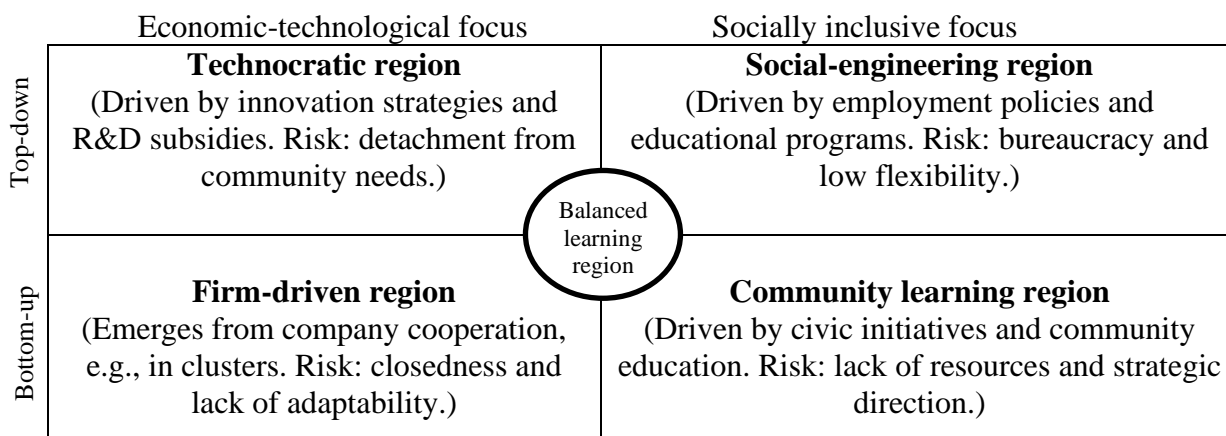 Economic-technological focus
Socially inclusive focus
Top-down
Technocratic region
(Driven by innovation strategies and
R&D subsidies. Risk: detachment from
community needs.)
Social-engineering region
(Driven by employment policies and
educational programs. Risk: bureaucracy and
low flexibility.)
Balanced
learning
region
Bottom-up
Firm-driven region
(Emerges from company cooperation,
e.g., in clusters. Risk: closedness and
lack of adaptability.)
Community learning region
(Driven by civic initiatives and community
education. Risk: lack of resources and strategic
direction.)